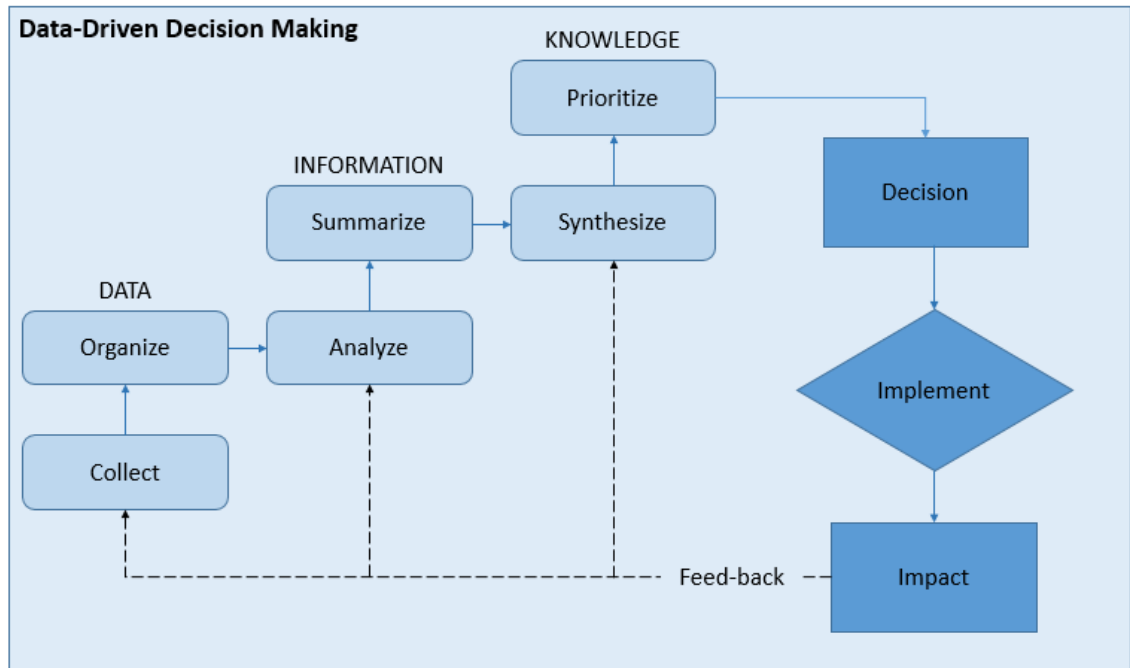 Data-Driven Decision Making
KNOWLEDGE
Prioritize
INFORMATION
Summarize
Synthesize
Decision
DATA
Organize
Analyze
Implement
Collect
Feed-back
Impact